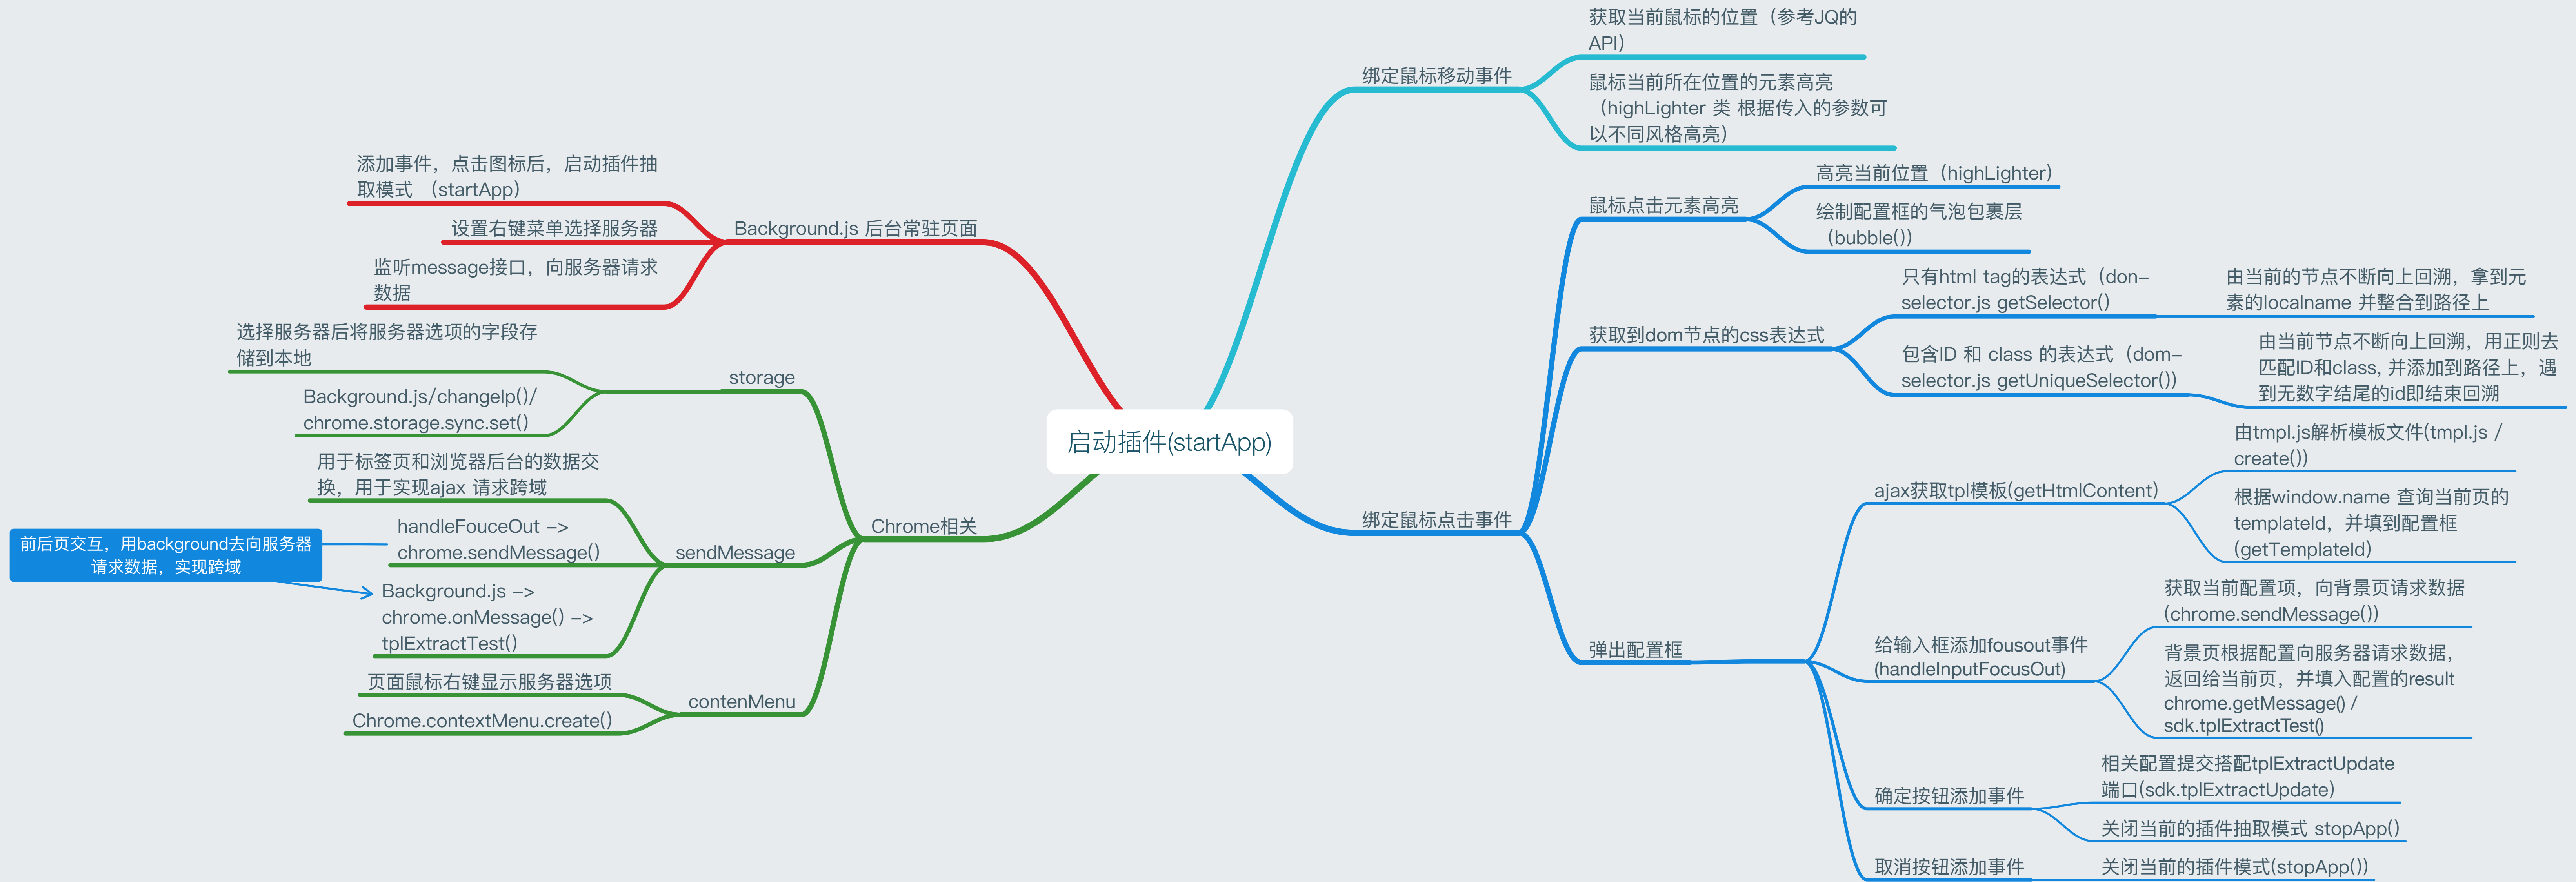 启动插件(startApp)
绑定鼠标移动事件
获取当前鼠标的位置（参考JQ的
API）
鼠标当前所在位置的元素高亮
（highLighter 类 根据传入的参数可
以不同风格高亮）
绑定鼠标点击事件
鼠标点击元素高亮
高亮当前位置（highLighter）
绘制配置框的气泡包裹层
（bubble()）
获取到dom节点的css表达式
只有html tag的表达式（don-
selector.js getSelector()
由当前的节点不断向上回溯，拿到元
素的localname 并整合到路径上
包含ID 和 class 的表达式（dom-
selector.js getUniqueSelector())
由当前节点不断向上回溯，用正则去
匹配ID和class, 并添加到路径上，遇
到无数字结尾的id即结束回溯
弹出配置框
ajax获取tpl模板(getHtmlContent)
由tmpl.js解析模板文件(tmpl.js /
create())
根据window.name 查询当前页的
templateId，并填到配置框
(getTemplateId)
给输入框添加fousout事件
(handleInputFocusOut)
获取当前配置项，向背景页请求数据
(chrome.sendMessage())
背景页根据配置向服务器请求数据，
返回给当前页，并填入配置的result
chrome.getMessage() /
sdk.tplExtractTest()
确定按钮添加事件
相关配置提交搭配tplExtractUpdate
端口(sdk.tplExtractUpdate)
关闭当前的插件抽取模式 stopApp()
取消按钮添加事件
关闭当前的插件模式(stopApp())
Background.js 后台常驻页面
添加事件，点击图标后，启动插件抽
取模式 （startApp）
设置右键菜单选择服务器
监听message接口，向服务器请求
数据
Chrome相关
storage
选择服务器后将服务器选项的字段存
储到本地
Background.js/changeIp()/
chrome.storage.sync.set()
sendMessage
用于标签页和浏览器后台的数据交
换，用于实现ajax 请求跨域
handleFouceOut ->
chrome.sendMessage()
Background.js ->
chrome.onMessage() ->
tplExtractTest()
前后页交互，用background去向服务器
请求数据，实现跨域
contenMenu
页面鼠标右键显示服务器选项
Chrome.contextMenu.create()